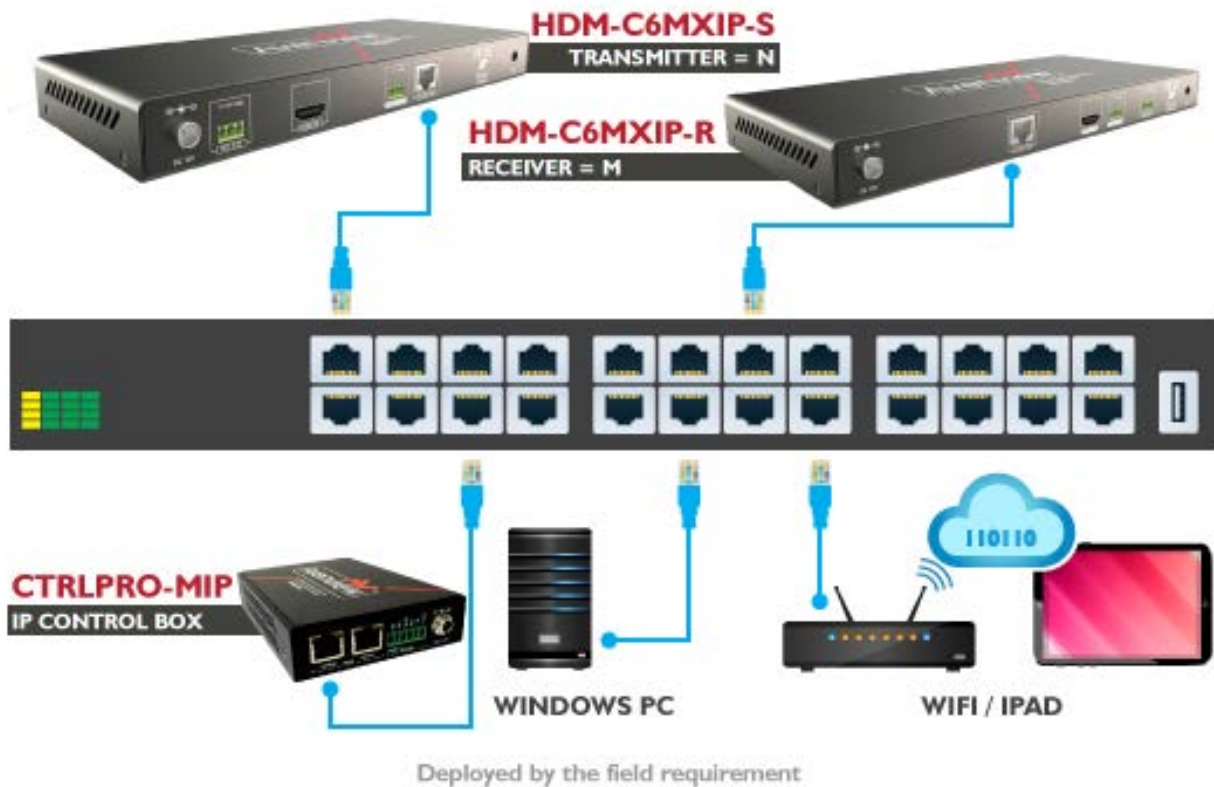 HDM-C6MXIP-S
TRANSMITTER = N
HDM-C6MXIP-R
RECEIVER = M
110110
CTRLPRO-MIP
IP CONTROL BOX
WINDOWS PC
WIFI / IPAD
Deployed by the field requirement